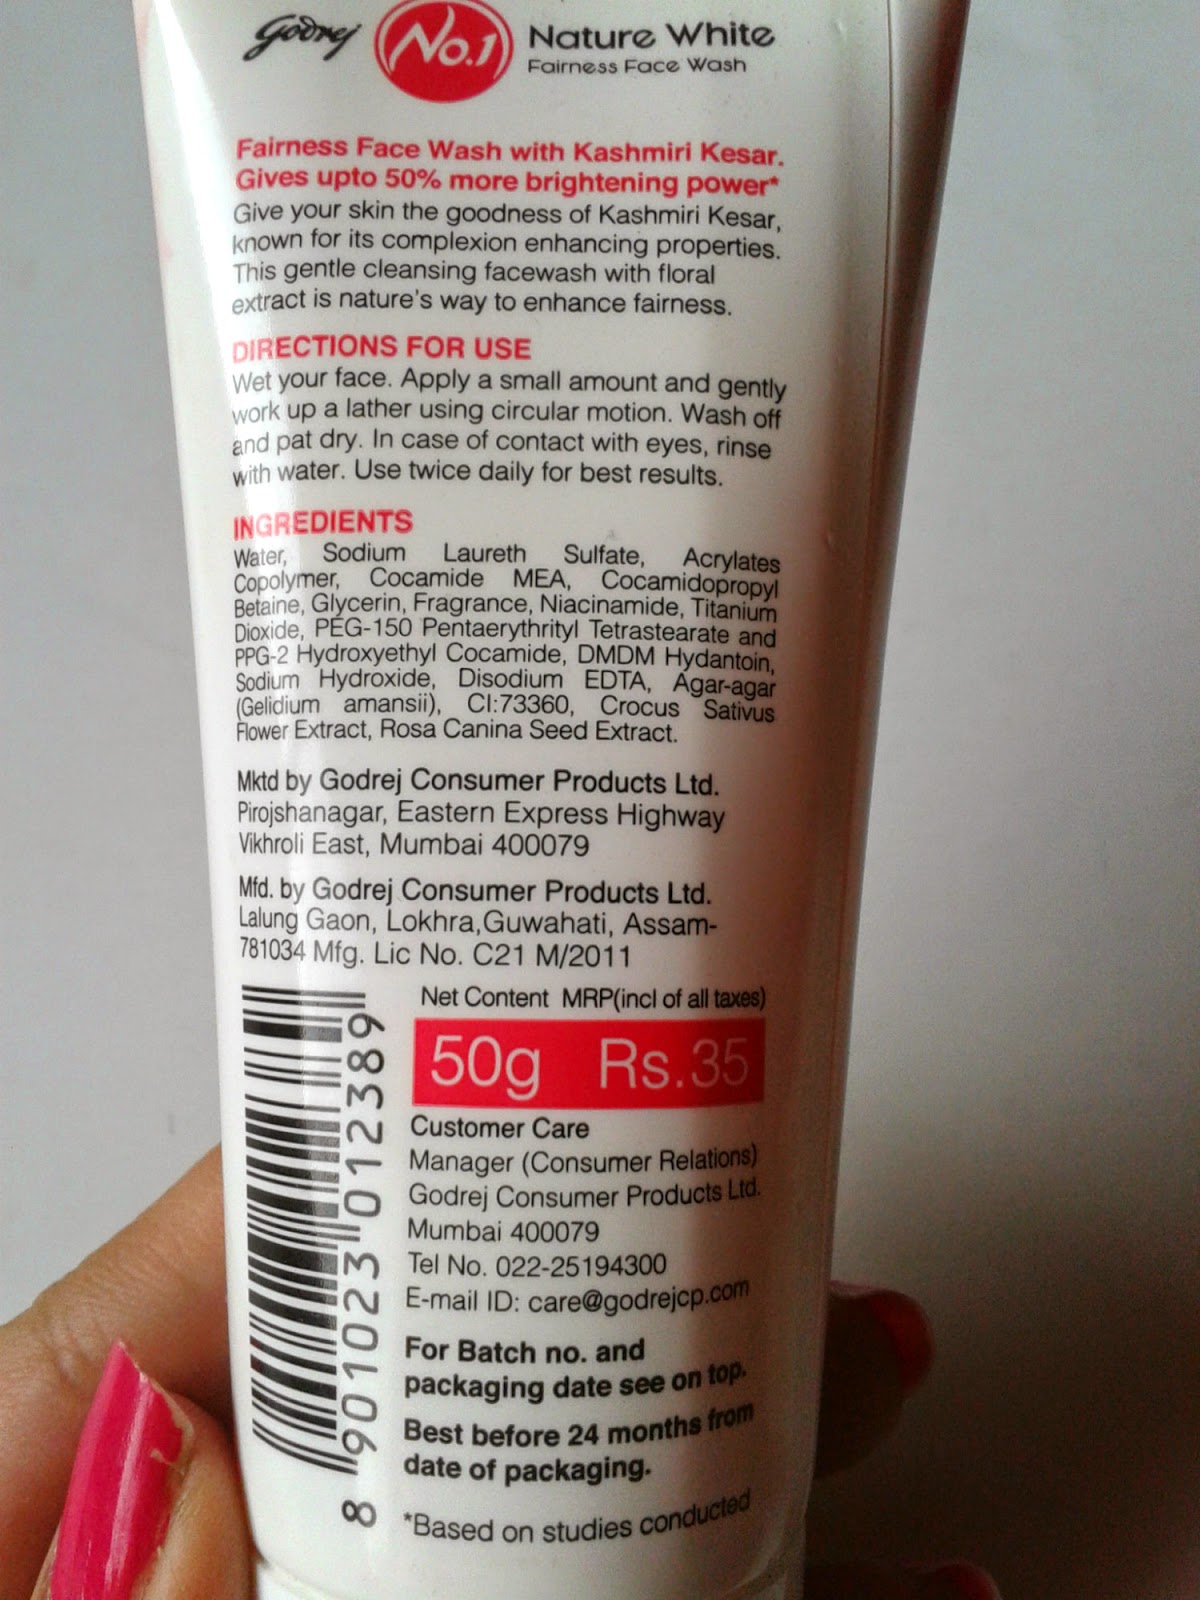 Godrej No.1 Nature White
Fairness Face Wash
Fairness Face Wash with Kashmiri Kesar.
Gives upto 50% more brightening power*
Give your skin the goodness of Kashmiri Kesar,
known for its complexion enhancing properties.
This gentle cleansing facewash with floral
extract is nature's way to enhance fairness.
DIRECTIONS FOR USE
Wet your face. Apply a small amount and gently
work up a lather using circular motion. Wash off
and pat dry. In case of contact with eyes, rinse
with water. Use twice daily for best results.
INGREDIENTS
Water, Sodium Laureth Sulfate, Acrylates
Copolymer, Cocamide MEA, Cocamidopropyl
Betaine, Glycerin, Fragrance, Niacinamide, Titanium
Dioxide, PEG-150 Pentaerythrityl Tetrastearate and
PPG-2 Hydroxyethyl Cocamide, DMDM Hydantoin,
Sodium Hydroxide, Disodium EDTA, Agar-agar
(Gelidium amansii), CI:73360, Crocus Sativus
Flower Extract, Rosa Canina Seed Extract.
Mktd by Godrej Consumer Products Ltd.
Pirojshanagar, Eastern Express Highway
Vikhroli East, Mumbai 400079
Mfd. by Godrej Consumer Products Ltd.
Lalung Gaon, Lokhra,Guwahati, Assam-
781034 Mfg. Lic No. C21 M/2011
8 901023 012389
Net Content MRP(incl of all taxes)
50g Rs.35
Customer Care
Manager (Consumer Relations)
Godrej Consumer Products Ltd.
Mumbai 400079
Tel No. 022-25194300
E-mail ID: care@godrejcp.com
For Batch no. and
packaging date see on top.
Best before 24 months from
date of packaging.
*Based on studies conducted